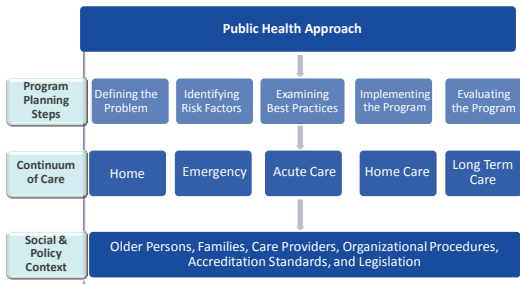 Public Health Approach
Program
Planning
Steps
Defining the
Problem
Identifying
Risk Factors
Examining
Best Practices
Implementing
the Program
Evaluating
the Program
Continuum
of Care
Home
Emergency
Acute Care
Home Care
Long Term
Care
Social &
Policy
Context
Older Persons, Families, Care Providers, Organizational Procedures,
Accreditation Standards, and Legislation